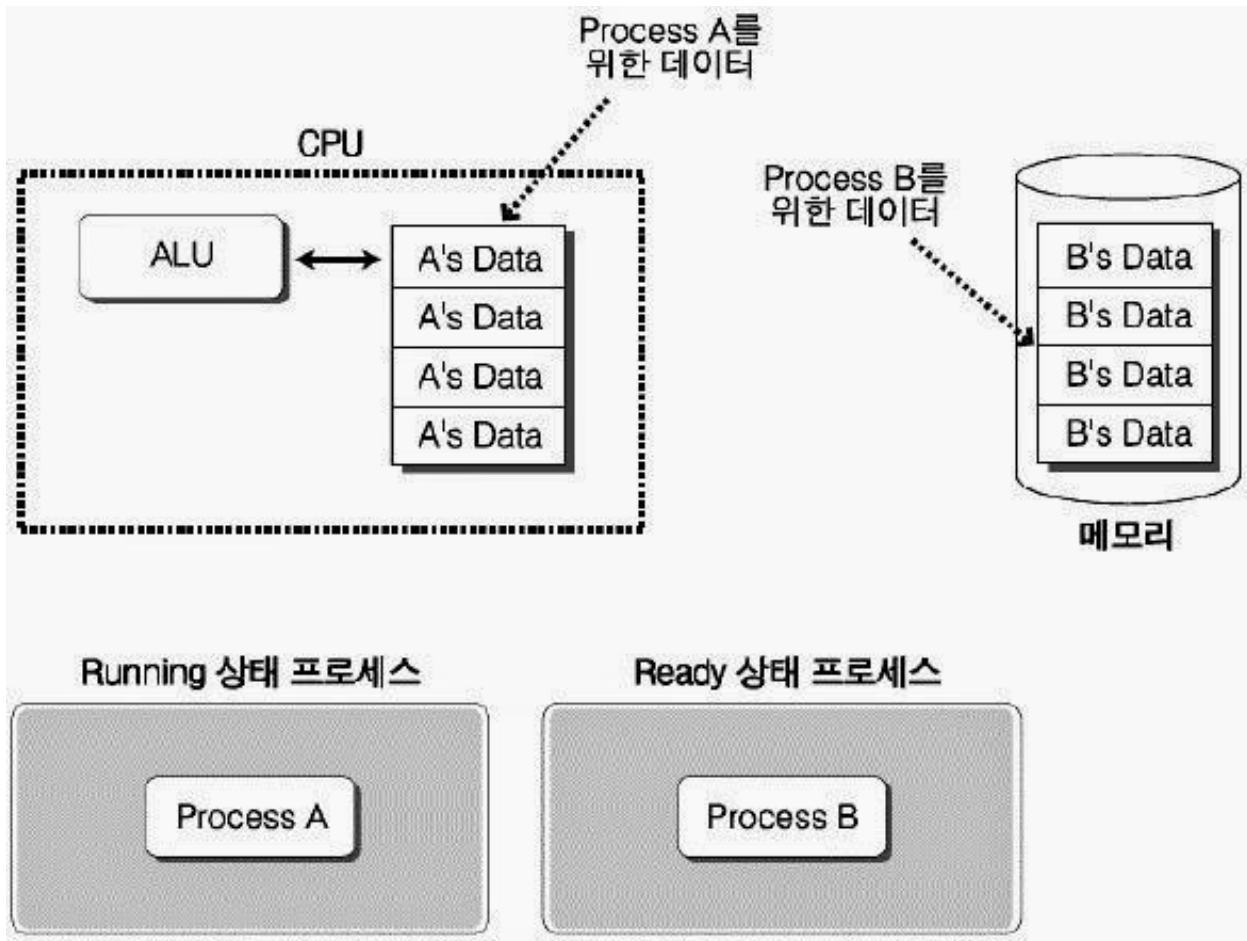 Process A를
위한 데이터
CPU
Process B를
위한 데이터
ALU
A's Data
A's Data
A's Data
A's Data
B's Data
B's Data
B's Data
B's Data
메모리
Running 상태 프로세스
Ready 상태 프로세스
Process A
Process B